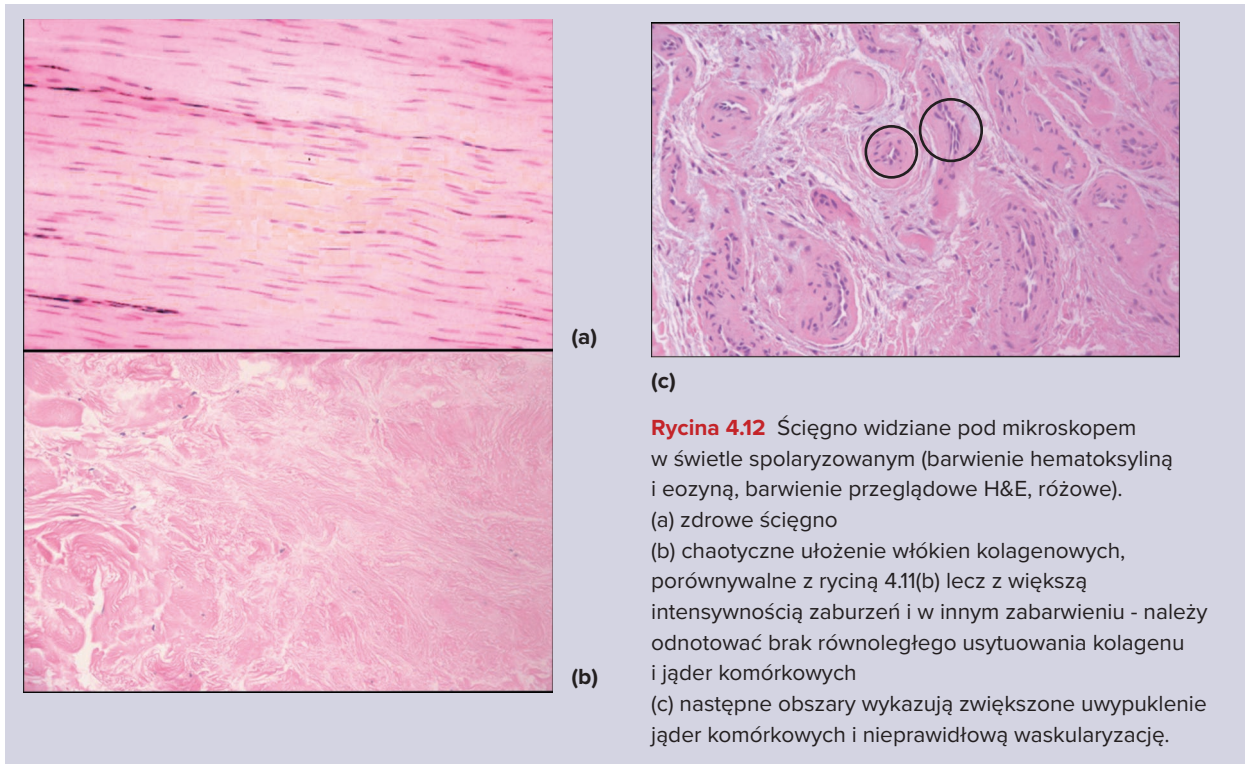 (a)
(b)
(c)
Rycina 4.12 Ścięgno widziane pod mikroskopem
w świetle spolaryzowanym (barwienie hematoksyliną
i eozyną, barwienie przeglądowe H&E, różowe).
(a) zdrowe ścięgno
(b) chaotyczne ułożenie włókien kolagenowych,
porównywalne z ryciną 4.11(b) lecz z większą
intensywnością zaburzeń i w innym zabarwieniu - należy
odnotować brak równoległego usytuowania kolagenu
i jąder komórkowych
(c) następne obszary wykazują zwiększone uwypuklenie
jąder komórkowych i nieprawidłową waskularyzację.